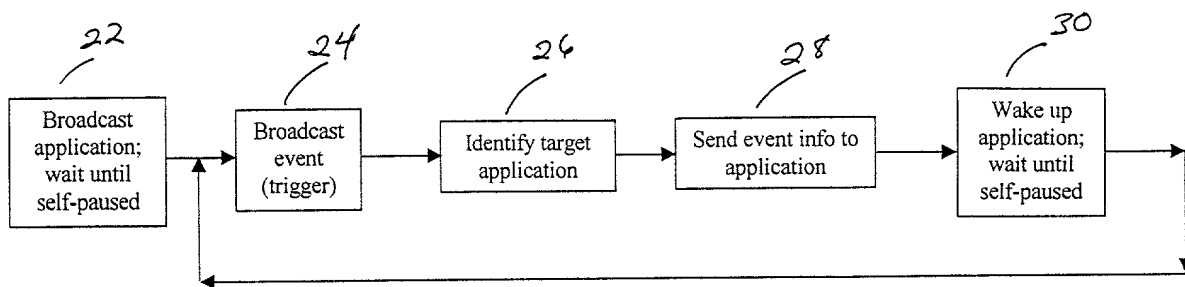 22
24
26
28
30
Broadcast
application;
wait until
self-paused
Broadcast
event
(trigger)
Identify target
application
Send event info to
application
Wake up
application;
wait until
self-paused